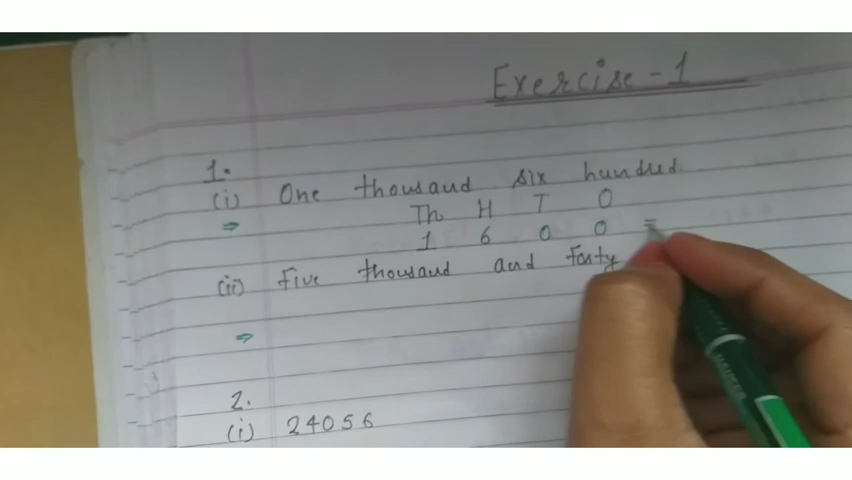 Exercise - 1
1.
(i) One thousand six hundred.
⇒ Th H T O
1 6 0 0 =
(ii) Five thousand and forty
⇒
2.
(i) 24056